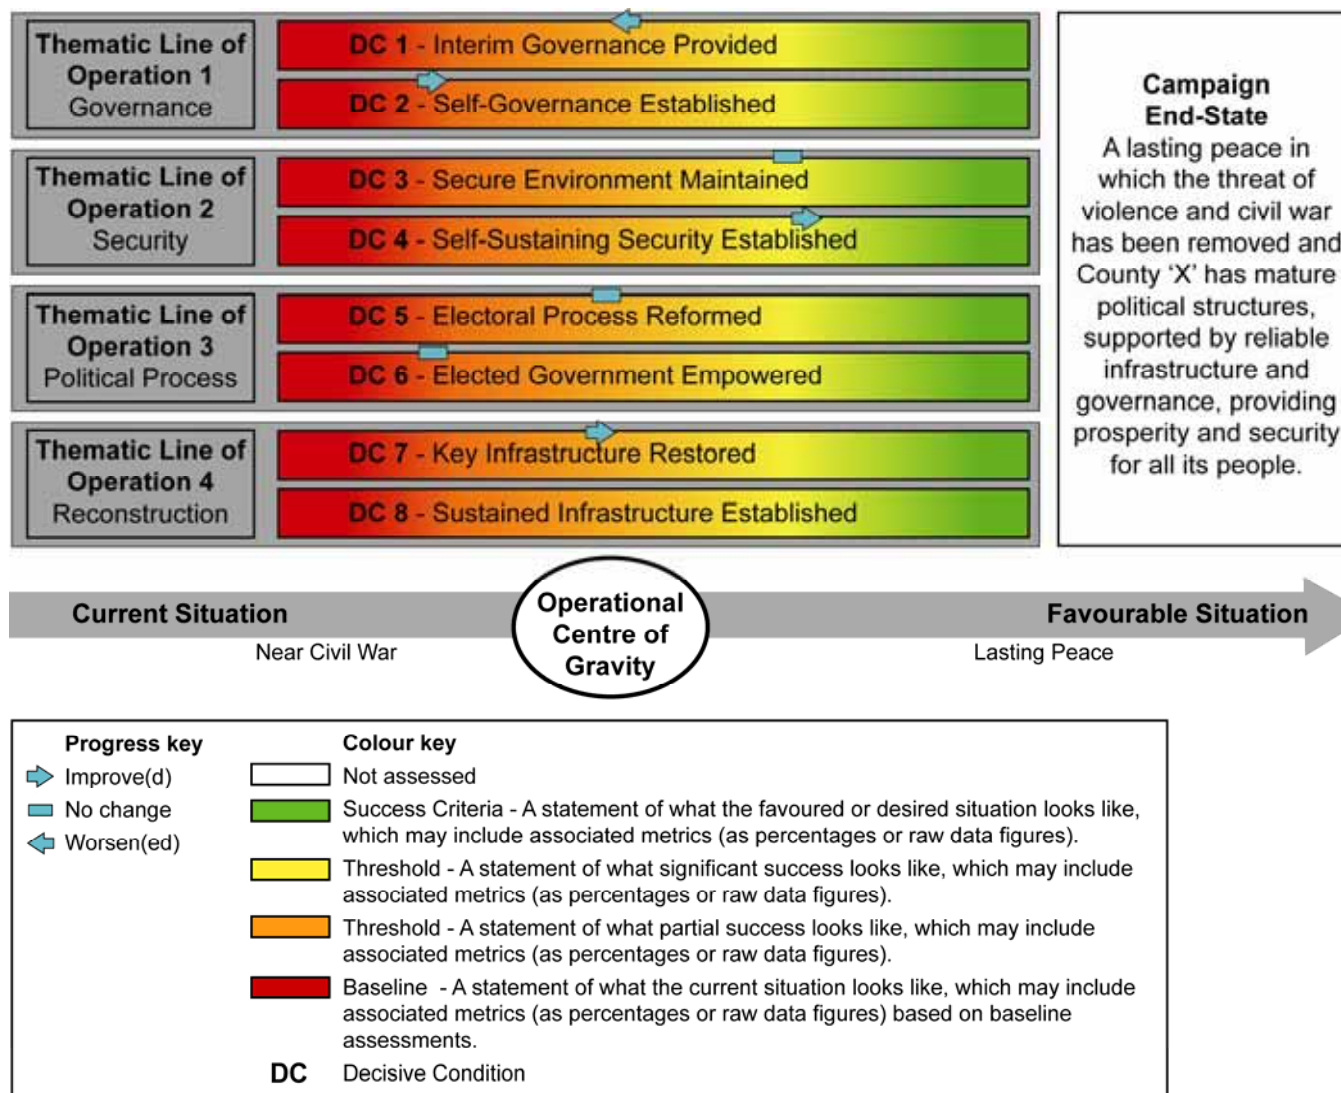 Thematic Line of
Operation 1
Governance
DC 1 - Interim Governance Provided
DC 2 - Self-Governance Established
Thematic Line of
Operation 2
Security
DC 3 - Secure Environment Maintained
DC 4 - Self-Sustaining Security Established
Thematic Line of
Operation 3
Political Process
DC 5 - Electoral Process Reformed
DC 6 - Elected Government Empowered
Thematic Line of
Operation 4
Reconstruction
DC 7 - Key Infrastructure Restored
DC 8 - Sustained Infrastructure Established
Campaign
End-State
A lasting peace in
which the threat of
violence and civil war
has been removed and
County ‘X’ has mature
political structures,
supported by reliable
infrastructure and
governance, providing
prosperity and security
for all its people.
Current Situation
Near Civil War
Operational
Centre of
Gravity
Favourable Situation
Lasting Peace
Progress key
Improve(d)
No change
Worsen(ed)
Colour key
Not assessed
Success Criteria - A statement of what the favoured or desired situation looks like,
which may include associated metrics (as percentages or raw data figures).
Threshold - A statement of what significant success looks like, which may include
associated metrics (as percentages or raw data figures).
Threshold - A statement of what partial success looks like, which may include
associated metrics (as percentages or raw data figures).
Baseline - A statement of what the current situation looks like, which may include
associated metrics (as percentages or raw data figures) based on baseline
assessments.
DC Decisive Condition